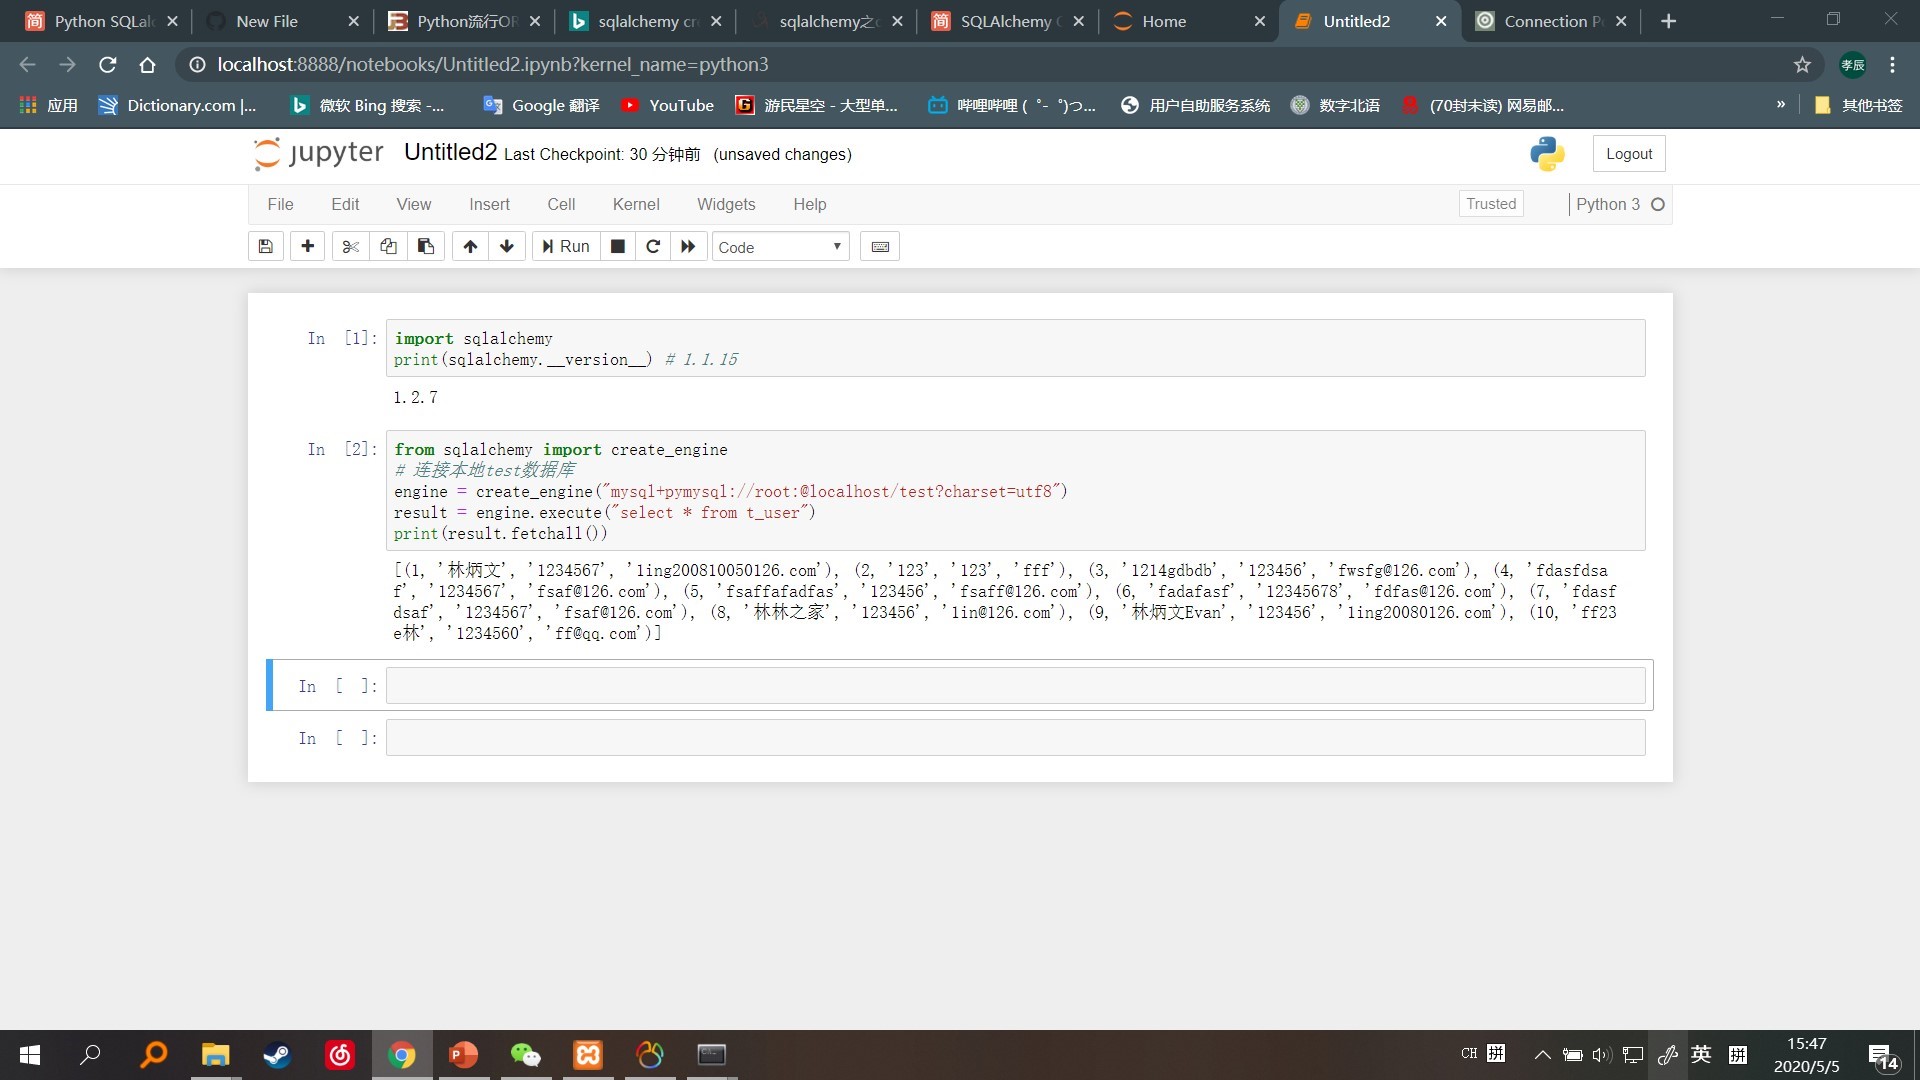 Python SQLalc
New File
Python流行OR
sqlalchemy cr
sqlalchemy之c
SQLAlchemy
Home
Untitled2
Connection P
localhost:8888/notebooks/Untitled2.ipynb?kernel_name=python3
孝辰
应用
Dictionary.com |...
微软 Bing 搜索 -...
Google 翻译
YouTube
游民星空 - 大型单...
哔哩哔哩 ( ゜- ゜)つ...
用户自助服务系统
数字北语
(70封未读) 网易邮...
»
其他书签
jupyter Untitled2 Last Checkpoint: 30 分钟前 (unsaved changes)
Logout
File Edit View Insert Cell Kernel Widgets Help
Trusted
Python 3
Run
Code
In [1]:
import sqlalchemy
print(sqlalchemy.__version__) # 1.1.15
1.2.7
In [2]:
from sqlalchemy import create_engine
# 连接本地test数据库
engine = create_engine("mysql+pymysql://root:@localhost/test?charset=utf8")
result = engine.execute("select * from t_user")
print(result.fetchall())
[(1, '林炳文', '1234567', 'ling200810050126.com'), (2, '123', '123', 'fff'), (3, '1214gdbdb', '123456', 'fwsfg@126.com'), (4, 'fdasfdsa
f', '1234567', 'fsaf@126.com'), (5, 'fsaffafadfas', '123456', 'fsaff@126.com'), (6, 'fadafasf', '12345678', 'fdfas@126.com'), (7, 'fdasf
dsaf', '1234567', 'fsaf@126.com'), (8, '林林之家', '123456', 'lin@126.com'), (9, '林炳文Evan', '123456', 'ling20080126.com'), (10, 'ff23
e林', '1234560', 'ff@qq.com')]
In [ ]:
In [ ]:
CH 拼
英
拼
15:47
2020/5/5
14